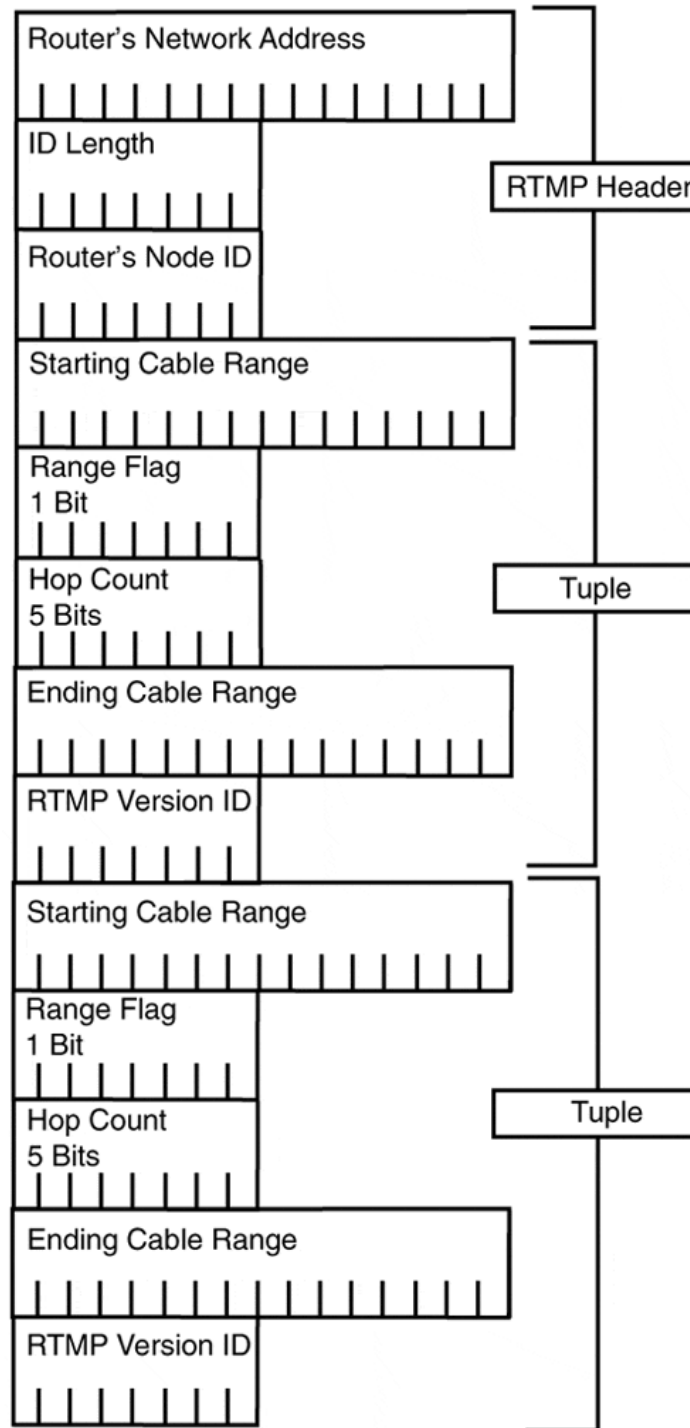 Router's Network Address
ID Length
RTMP Header
Router's Node ID
Starting Cable Range
Range Flag
1 Bit
Hop Count
5 Bits
Tuple
Ending Cable Range
RTMP Version ID
Starting Cable Range
Range Flag
1 Bit
Hop Count
5 Bits
Tuple
Ending Cable Range
RTMP Version ID